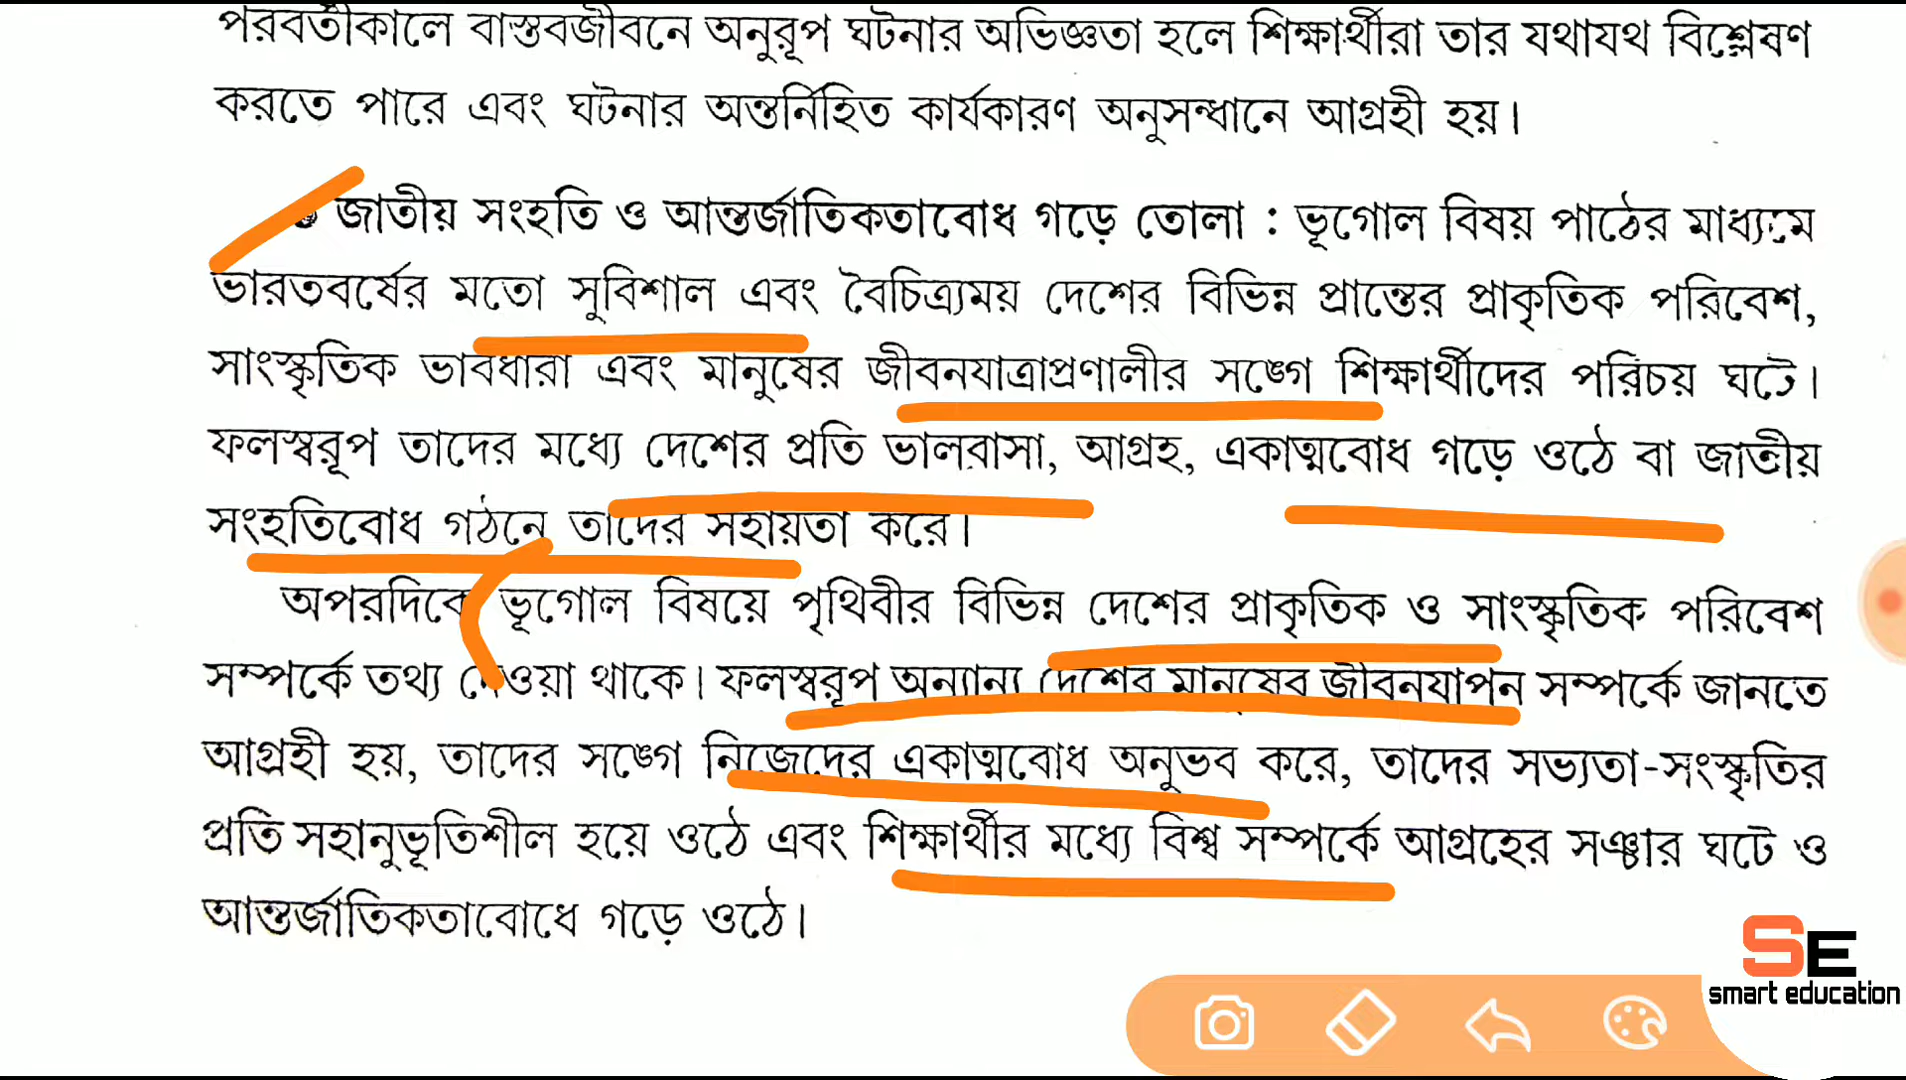 পরবর্তীকালে বাস্তবজীবনে অনুরূপ ঘটনার অভিজ্ঞতা হলে শিক্ষার্থীরা তার যথাযথ বিশ্লেষণ
করতে পারে এবং ঘটনার অন্তর্নিহিত কার্যকারণ অনুসন্ধানে আগ্রহী হয়।
জাতীয় সংহতি ও আন্তর্জাতিকতাবোধ গড়ে তোলা : ভূগোল বিষয় পাঠের মাধ্যমে
ভারতবর্ষের মতো সুবিশাল এবং বৈচিত্র্যময় দেশের বিভিন্ন প্রান্তের প্রাকৃতিক পরিবেশ,
সাংস্কৃতিক ভাবধারা এবং মানুষের জীবনযাত্রাপ্রণালীর সঙ্গে শিক্ষার্থীদের পরিচয় ঘটে।
ফলস্বরূপ তাদের মধ্যে দেশের প্রতি ভালবাসা, আগ্রহ, একাত্মবোধ গড়ে ওঠে বা জাতীয়
সংহতিবোধ গঠনে তাদের সহায়তা করে।
অপরদিকে ভূগোল বিষয়ে পৃথিবীর বিভিন্ন দেশের প্রাকৃতিক ও সাংস্কৃতিক পরিবেশ
সম্পর্কে তথ্য দেওয়া থাকে। ফলস্বরূপ অন্যান্য দেশের মানুষের জীবনযাপন সম্পর্কে জানতে
আগ্রহী হয়, তাদের সঙ্গে নিজেদের একাত্মবোধ অনুভব করে, তাদের সভ্যতা-সংস্কৃতির
প্রতি সহানুভূতিশীল হয়ে ওঠে এবং শিক্ষার্থীর মধ্যে বিশ্ব সম্পর্কে আগ্রহের সঞ্চার ঘটে ও
আন্তর্জাতিকতাবোধে গড়ে ওঠে।
SE
smart education